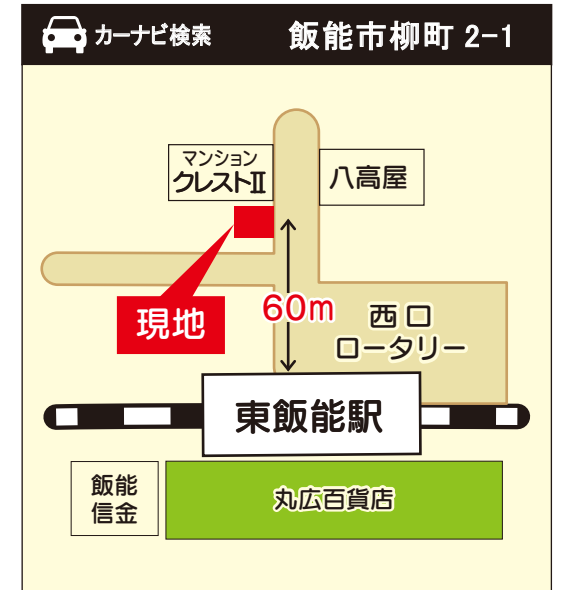 カーナビ検索 飯能市柳町 2-1
マンション
クレストⅡ
八高屋
現地
60m
西口
ロータリー
東飯能駅
飯能
信金
丸広百貨店